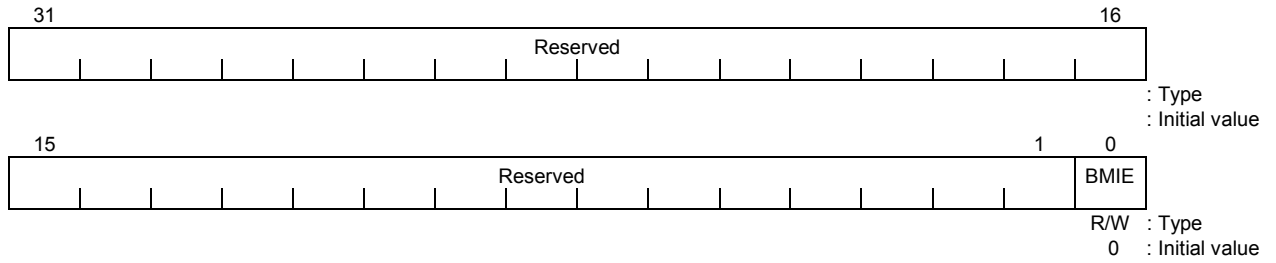 31 16
Reserved
: Type
: Initial value
15 1 0
Reserved BMIE
R/W : Type
0 : Initial value